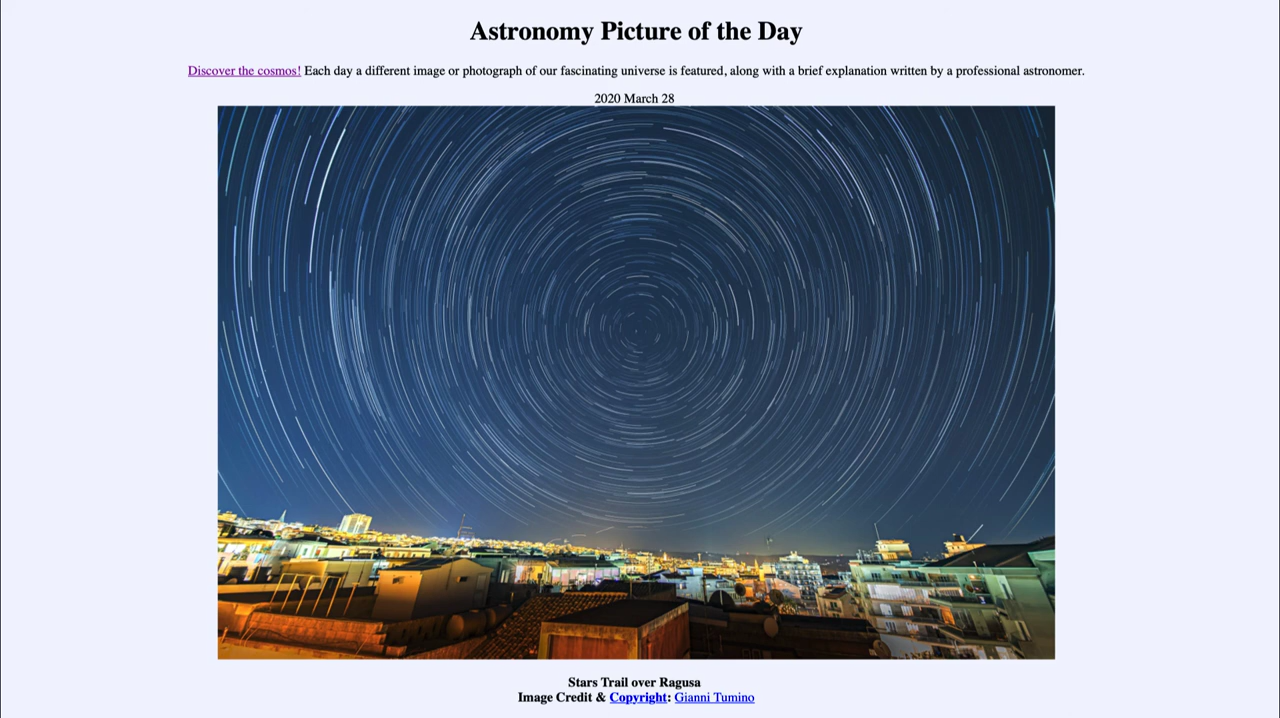 Astronomy Picture of the Day
Discover the cosmos! Each day a different image or photograph of our fascinating universe is featured, along with a brief explanation written by a professional astronomer.
2020 March 28
Stars Trail over Ragusa
Image Credit & Copyright: Gianni Tumino